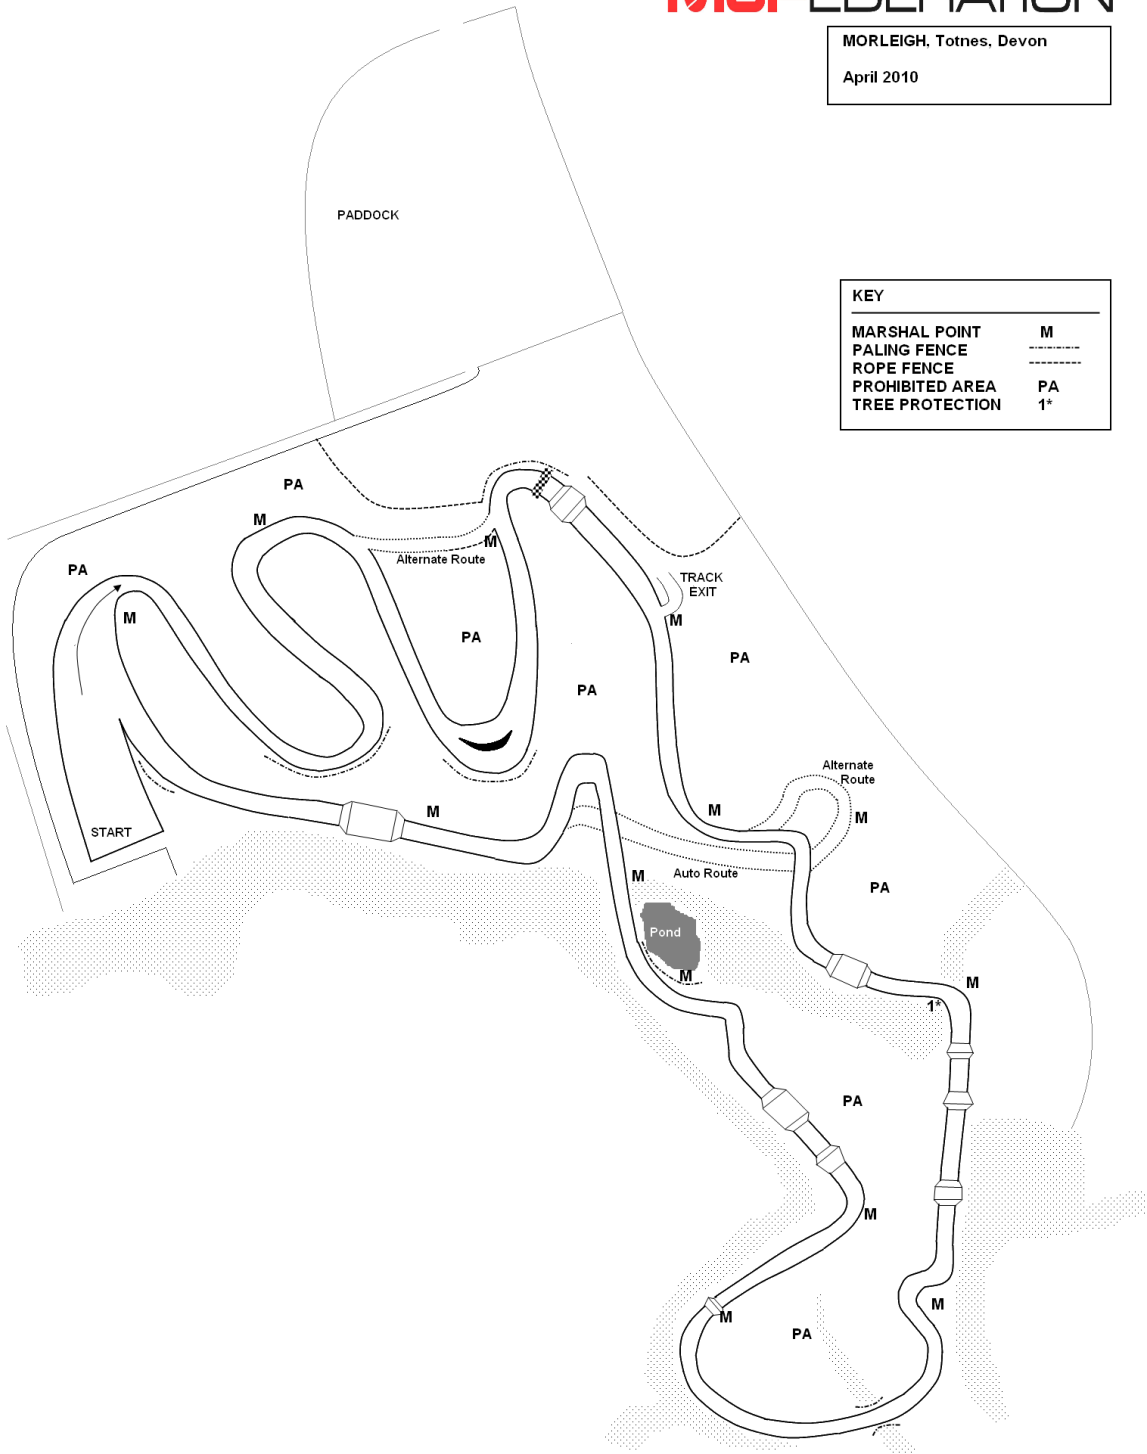 MORLEIGH, Totnes, Devon
April 2010
PADDOCK
KEY
MARSHAL POINT M
PALING FENCE
ROPE FENCE
PROHIBITED AREA PA
TREE PROTECTION 1*
PA
M
M
Alternate Route
PA
TRACK
EXIT
M
M
PA
PA
PA
Alternate
Route
M
M
M
START
M
Auto Route
PA
Pond
M
M
1*
PA
M
M
M
PA